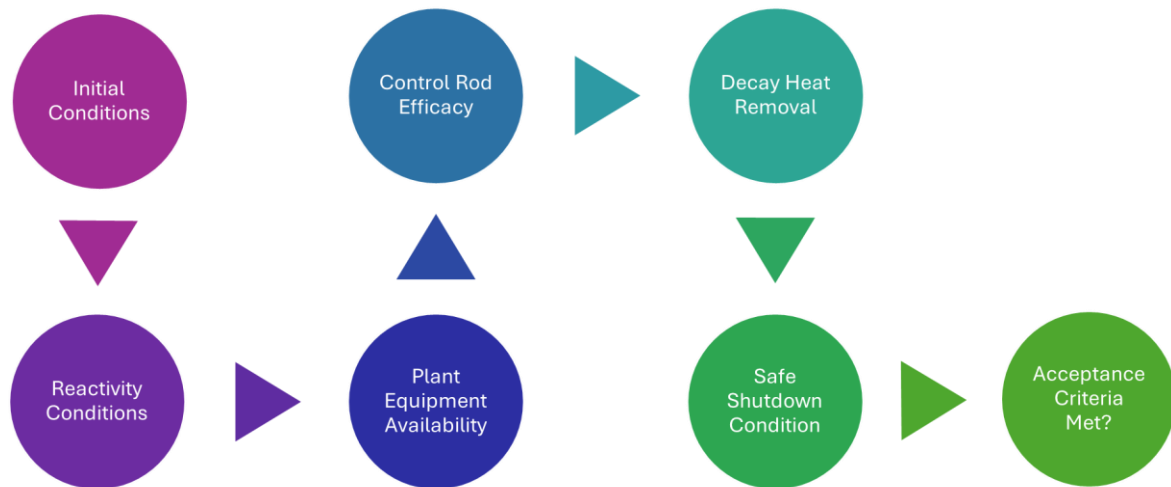 Initial
Conditions
Reactivity
Conditions
Plant
Equipment
Availability
Control Rod
Efficacy
Decay Heat
Removal
Safe
Shutdown
Condition
Acceptance
Criteria
Met?